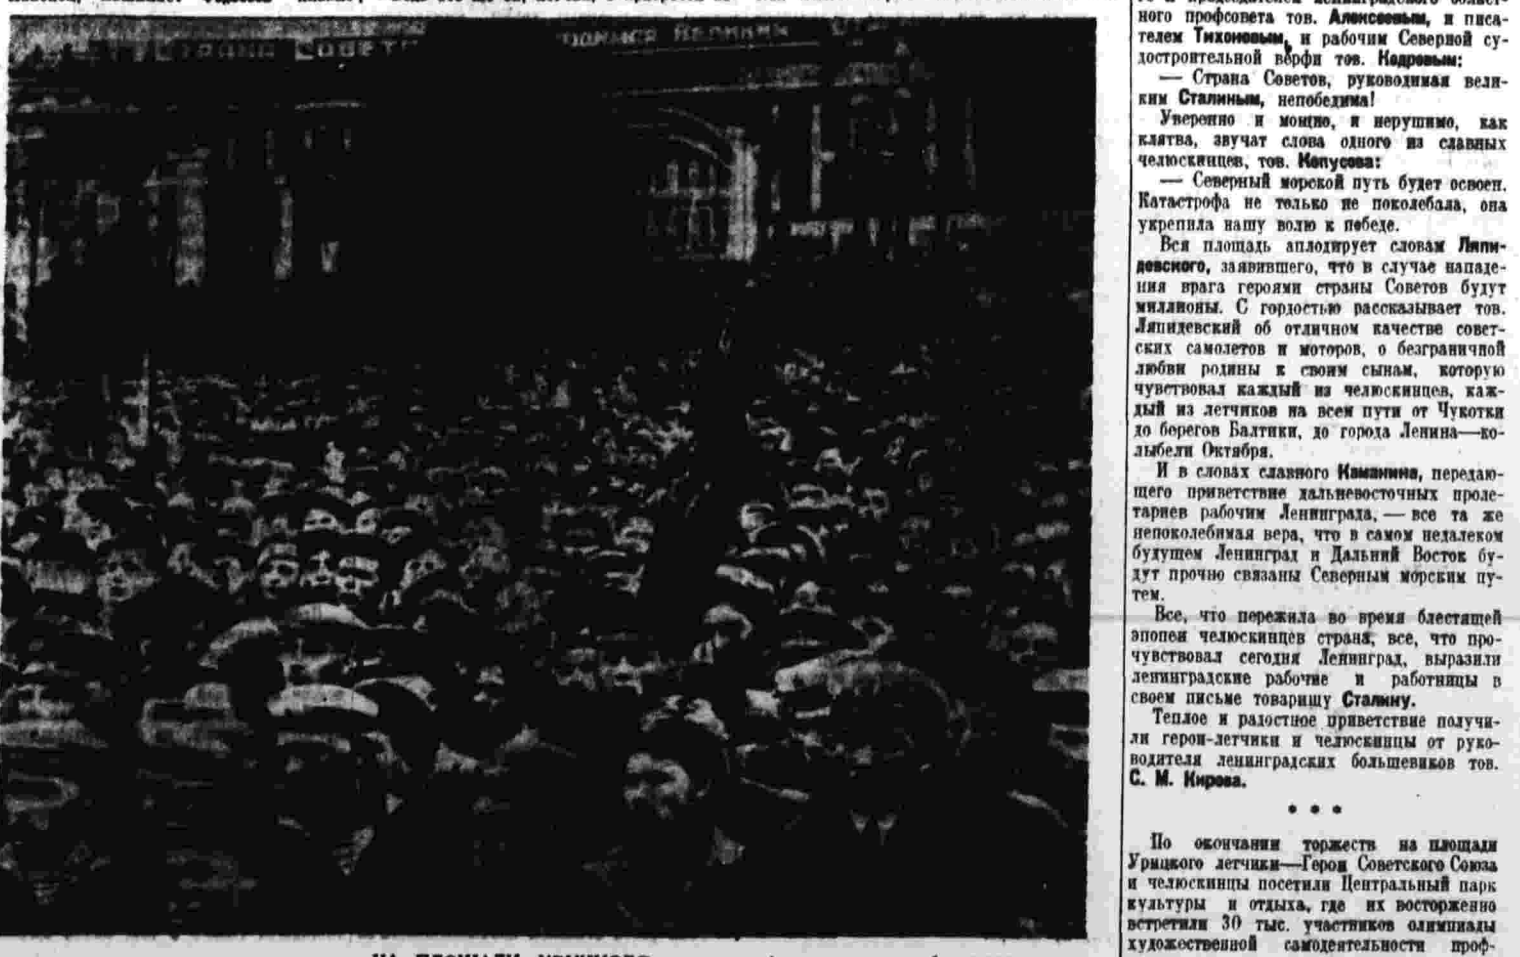 СТРАНА СОВЕТ
ного профсовета тов. Алексеевым, и писа-
телем Тихоновым, и рабочим Северной су-
достроительной верфи тов. Кадровым:
— Страна Советов, руководимая вели-
ким Сталиным, непобедима!
Уверенно и мощно, и нерушимо, как
клятва, звучат слова одного из славных
челюскинцев, тов. Копусова:
— Северный морской путь будет освоен.
Катастрофа не только не поколебала, она
укрепила нашу волю к победе.
Вся площадь аплодирует словам Ляпи-
девского, заявившего, что в случае нападе-
ния врага героями страны Советов будут
миллионы. С гордостью рассказывает тов.
Ляпидевский об отличном качестве совет-
ских самолетов и моторов, о безграничной
любви родины к своим сынам, которую
чувствовал каждый из челюскинцев, каж-
дый из летчиков на всем пути от Чукотки
до берегов Балтики, до города Ленина—ко-
лыбели Октября.
И в словах славного Каманина, передаю-
щего приветствие дальневосточных проле-
тариев рабочим Ленинграда, — все та же
непоколебимая вера, что в самом недалеком
будущем Ленинград и Дальний Восток бу-
дут прочно связаны Северным морским пу-
тем.
Все, что пережила во время блестящей
эпопеи челюскинцев страна, все, что про-
чувствовал сегодня Ленинград, выразили
ленинградские рабочие и работницы в
своем письме товарищу Сталину.
Теплое и радостное приветствие получи-
ли герои-летчики и челюскинцы от руко-
водителя ленинградских большевиков тов.
С. М. Кирова.
* * *
По окончании торжеств на площади
Урицкого летчики—Герои Советского Союза
и челюскинцы посетили Центральный парк
культуры и отдыха, где их восторженно
встретили 30 тыс. участников олимпиады
художественной самодеятельности проф-